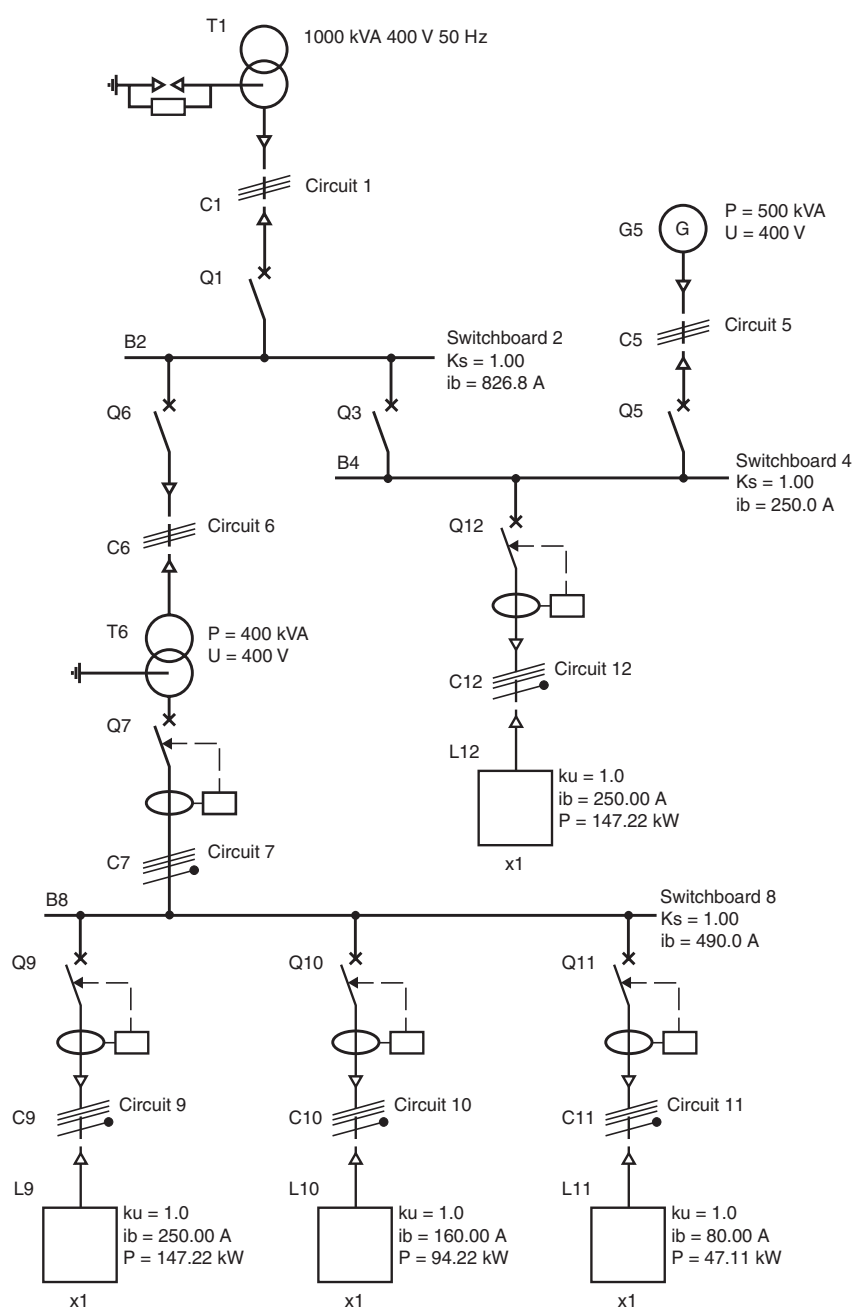 T1
1000 kVA 400 V 50 Hz
C1
Circuit 1
Q1
G5
G
P = 500 kVA
U = 400 V
C5
Circuit 5
B2
Switchboard 2
Ks = 1.00
ib = 826.8 A
Q6
Q3
Q5
B4
Switchboard 4
Ks = 1.00
ib = 250.0 A
C6
Circuit 6
Q12
T6
P = 400 kVA
U = 400 V
C12
Circuit 12
Q7
L12
ku = 1.0
ib = 250.00 A
P = 147.22 kW
x1
C7
Circuit 7
B8
Switchboard 8
Ks = 1.00
ib = 490.0 A
Q9
Q10
Q11
C9
Circuit 9
C10
Circuit 10
C11
Circuit 11
L9
ku = 1.0
ib = 250.00 A
P = 147.22 kW
x1
L10
ku = 1.0
ib = 160.00 A
P = 94.22 kW
x1
L11
ku = 1.0
ib = 80.00 A
P = 47.11 kW
x1